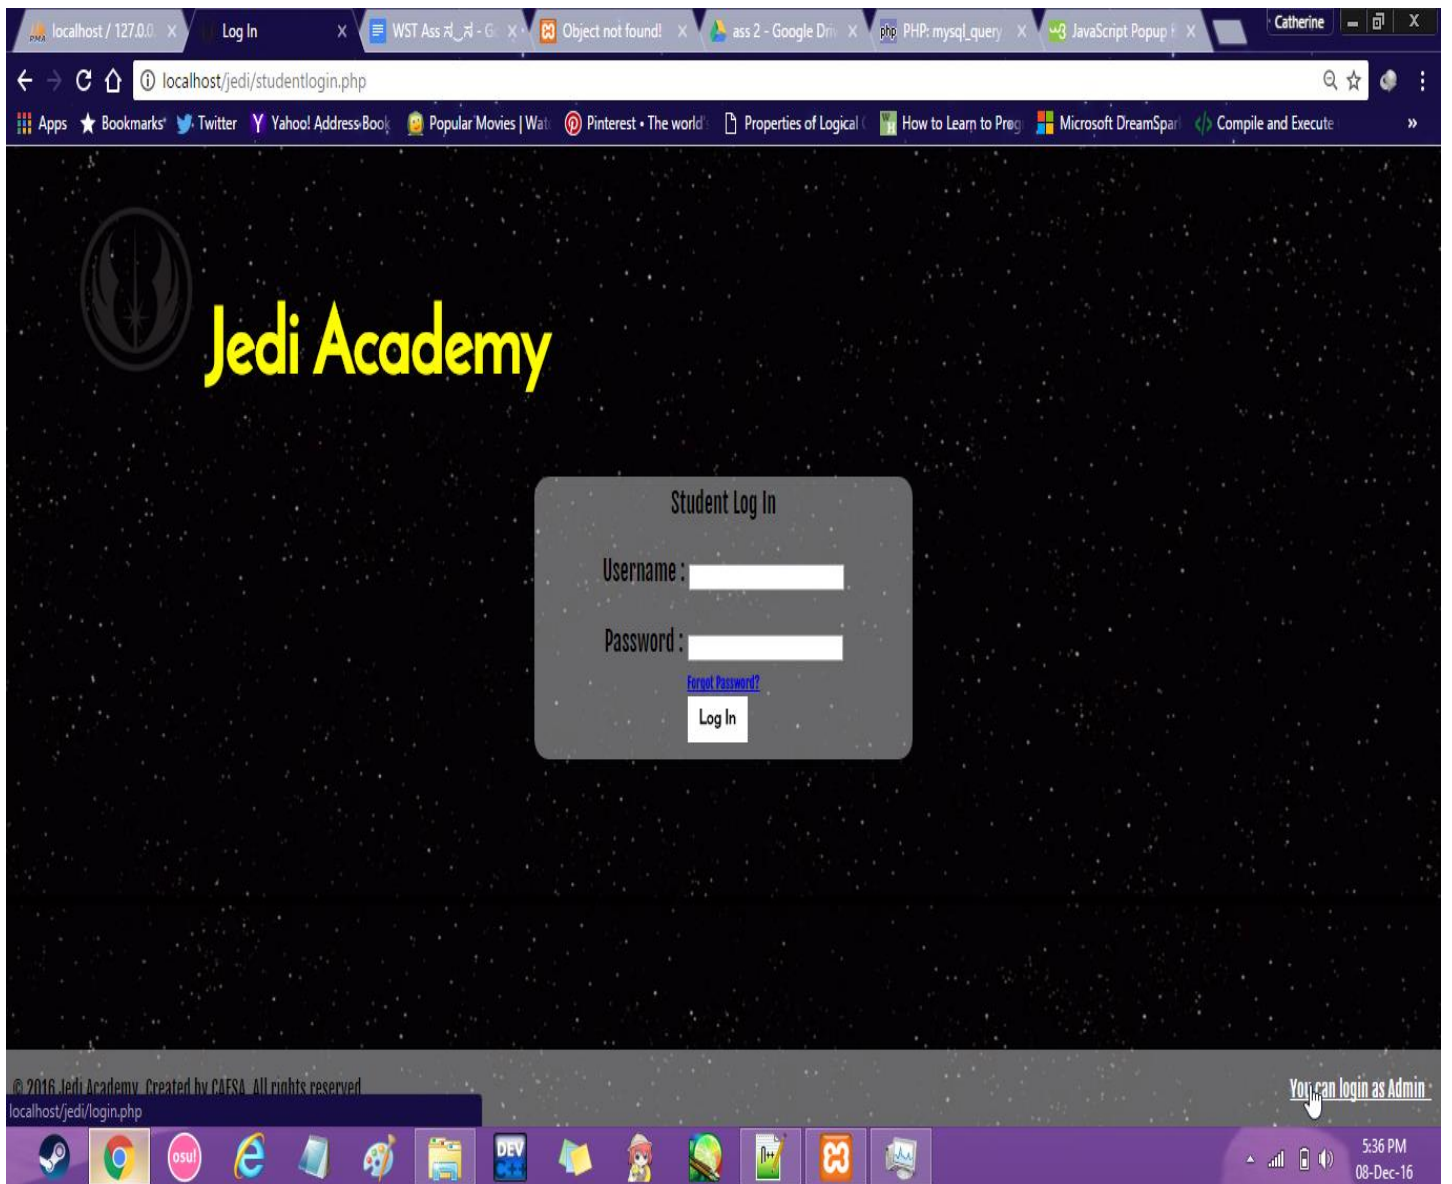 localhost / 127.0.0. Log In WST Ass ನ‿ನ - G Object not found! ass 2 - Google Driv PHP: mysql_query JavaScript Popup Catherine
localhost/jedi/studentlogin.php
Apps Bookmarks Twitter Yahoo! Address Book Popular Movies | Wat Pinterest • The world's Properties of Logical How to Learn to Prog Microsoft DreamSpar Compile and Execute »
Jedi Academy
Student Log In
Username :
Password :
Forgot Password?
Log In
© 2016 Jedi Academy. Created by CAESA. All rights reserved
You can login as Admin
localhost/jedi/login.php
osu! DEV C++
5:36 PM
08-Dec-16